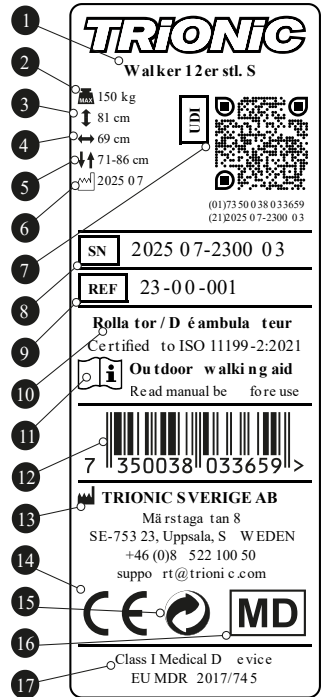 1
TRiONiC
Walker 12er stl. S
2
MAX 150 kg
3
81 cm
4
69 cm
5
71-86 cm
6
2025 07
UDI
(01)7350038033659
(21)2025 07-2300 03
7
8
SN 2025 07-2300 03
9
REF 23-00-001
10
Rollator / Déambulateur
Certified to ISO 11199-2:2021
11
i Outdoor walking aid
Read manual before use
12
7 350038 033659 >
13
TRIONIC SVERIGE AB
Märstagatan 8
SE-753 23, Uppsala, SWEDEN
+46 (0)8 522 100 50
support@trionic.com
14
CE
15
16
MD
17
Class I Medical Device
EU MDR 2017/745